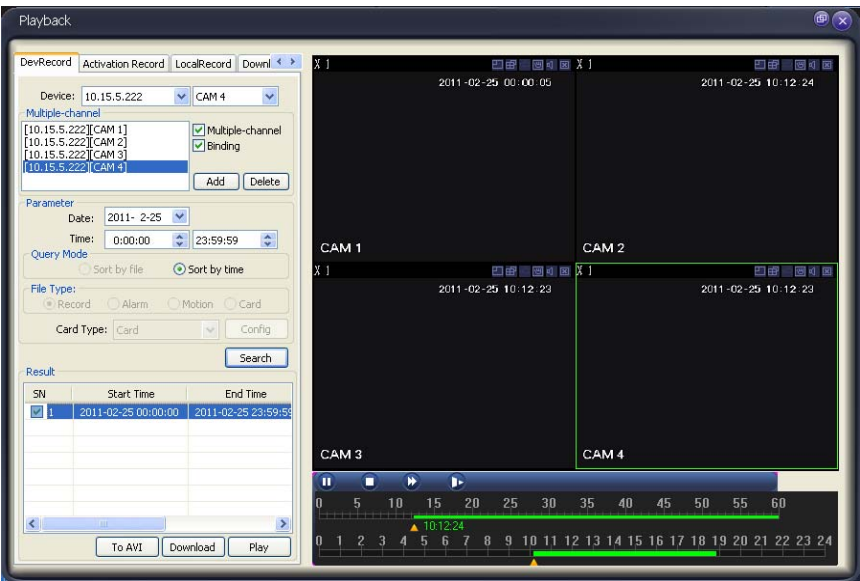 Playback
DevRecord Activation Record LocalRecord Downl
Device: 10.15.5.222 CAM 4
Multiple-channel
[10.15.5.222][CAM 1]
[10.15.5.222][CAM 2]
[10.15.5.222][CAM 3]
[10.15.5.222][CAM 4]
Multiple-channel
Binding
Add Delete
Parameter
Date: 2011- 2-25
Time: 0:00:00 23:59:59
Query Mode
Sort by file Sort by time
File Type:
Record Alarm Motion Card
Card Type: Card Config
Search
Result
SN Start Time End Time
1 2011-02-25 00:00:00 2011-02-25 23:59:59
To AVI Download Play
X 1
2011-02-25 00:00:05
CAM 1
X 1
2011-02-25 10:12:24
CAM 2
X 1
2011-02-25 10:12:23
CAM 3
X 1
2011-02-25 10:12:23
CAM 4
0 5 10 15 20 25 30 35 40 45 50 55 60
10:12:24
0 1 2 3 4 5 6 7 8 9 10 11 12 13 14 15 16 17 18 19 20 21 22 23 24